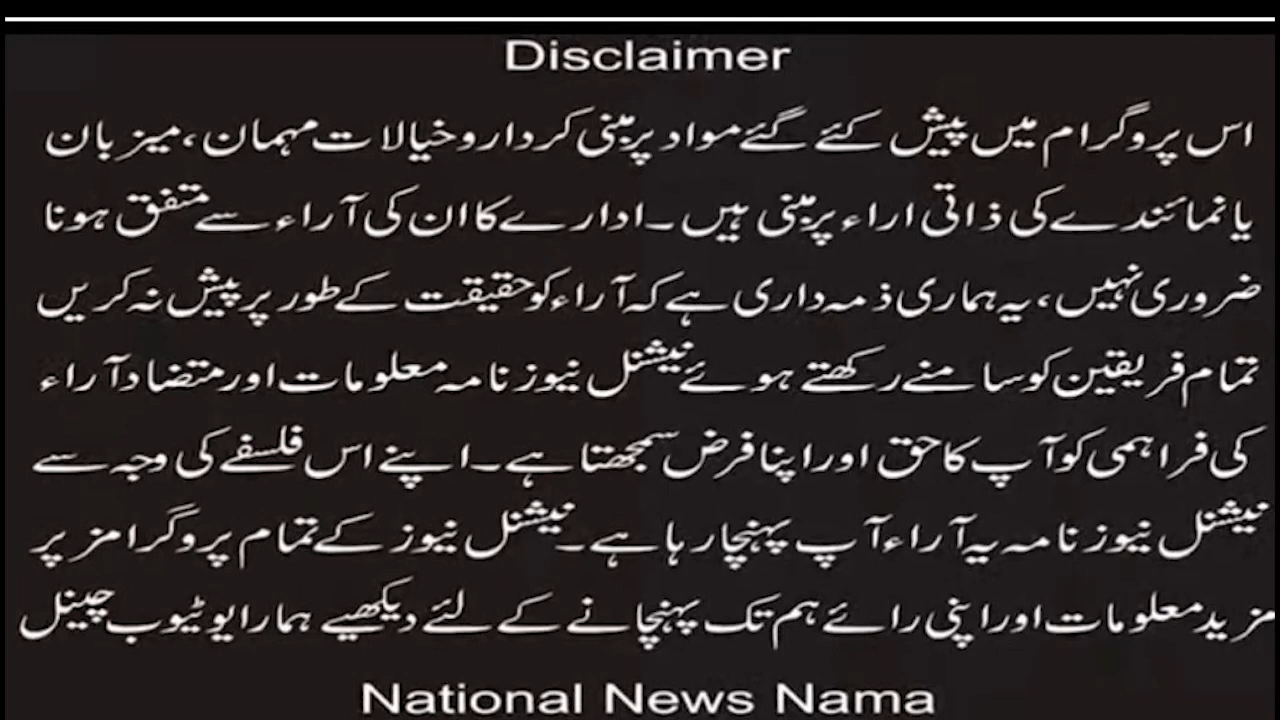 Disclaimer
اس پروگرام میں پیش کئے گئے مواد پر مبنی کردار و خیالات مہمان، میزبان
یا نمائندے کی ذاتی اراء پر مبنی ہیں۔ ادارے کا ان کی آراء سے متفق ہونا
ضروری نہیں، یہ ہماری ذمہ داری ہے کہ آراء کو حقیقت کے طور پر پیش نہ کریں
تمام فریقین کو سامنے رکھتے ہوئے نیشنل نیوز نامہ معلومات اور متضاد آراء
کی فراہمی کو آپ کا حق اور اپنا فرض سمجھتا ہے۔ اپنے اس فلسفے کی وجہ سے
نیشنل نیوز نامہ یہ آراء آپ پہنچا رہا ہے۔ نیشنل نیوز کے تمام پروگرامز پر
مزید معلومات اور اپنی رائے ہم تک پہنچانے کے لئے دیکھیے ہمارا یوٹیوب چینل
National News Nama